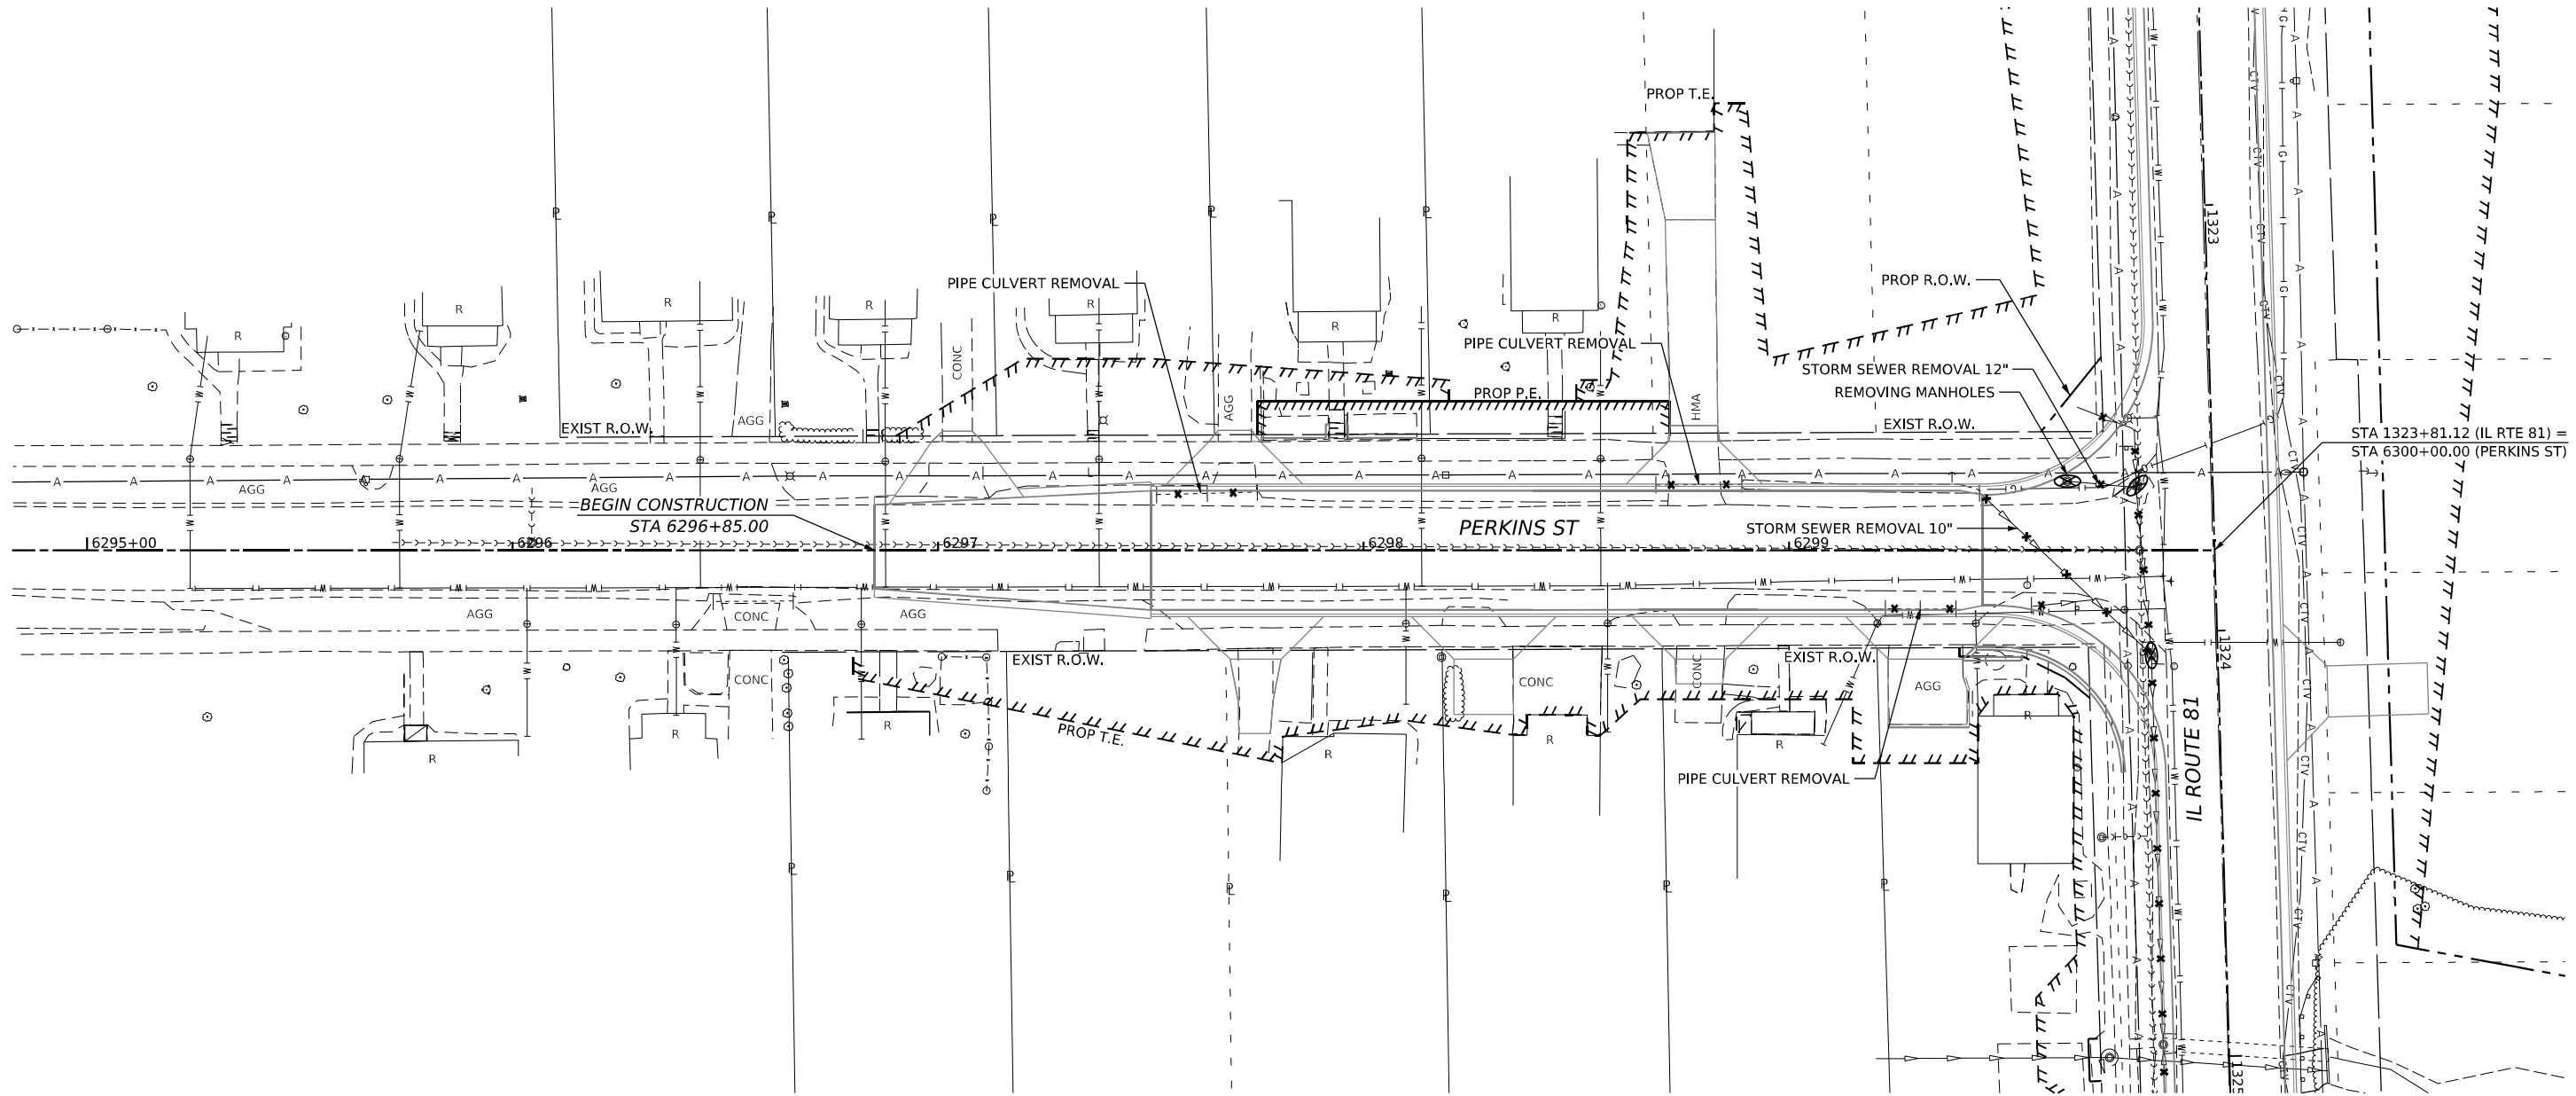 PROP T.E.
PIPE CULVERT REMOVAL
PROP R.O.W.
1323
PIPE CULVERT REMOVAL
STORM SEWER REMOVAL 12"
REMOVING MANHOLES
PROP P.E.
EXIST R.O.W.
EXIST R.O.W.
STA 1323+81.12 (IL RTE 81) =
STA 6300+00.00 (PERKINS ST)
R
R
R
R
R
R
R
CONC
AGG
AGG
HMA
AGG
AGG
BEGIN CONSTRUCTION
STA 6296+85.00
PERKINS ST
STORM SEWER REMOVAL 10"
6295+00
6296
6297
6298
6299
AGG
CONC
AGG
EXIST R.O.W.
EXIST R.O.W.
1324
CONC
CONC
CONC
AGG
PROP T.E.
R
R
R
R
R
R
R
IL ROUTE 81
PIPE CULVERT REMOVAL
1325